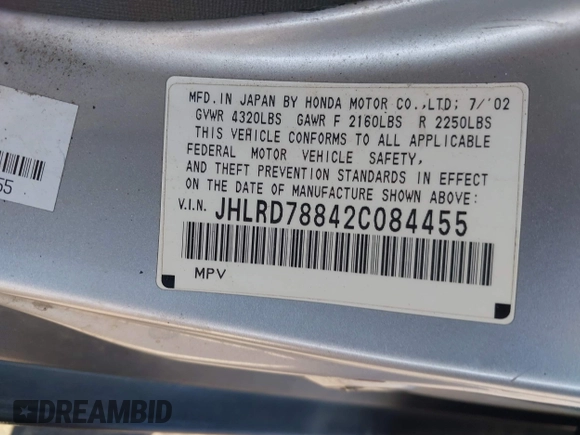 MFD.IN JAPAN BY HONDA MOTOR CO.,LTD; 7/'02
GVWR 4320LBS GAWR F 2160LBS R 2250LBS
THIS VEHICLE CONFORMS TO ALL APPLICABLE
FEDERAL MOTOR VEHICLE SAFETY,
AND THEFT PREVENTION STANDARDS IN EFFECT
ON THE DATE OF MANUFACTURE SHOWN ABOVE:
V.I.N. JHLRD78842C084455
MPV
55
DREAMBID